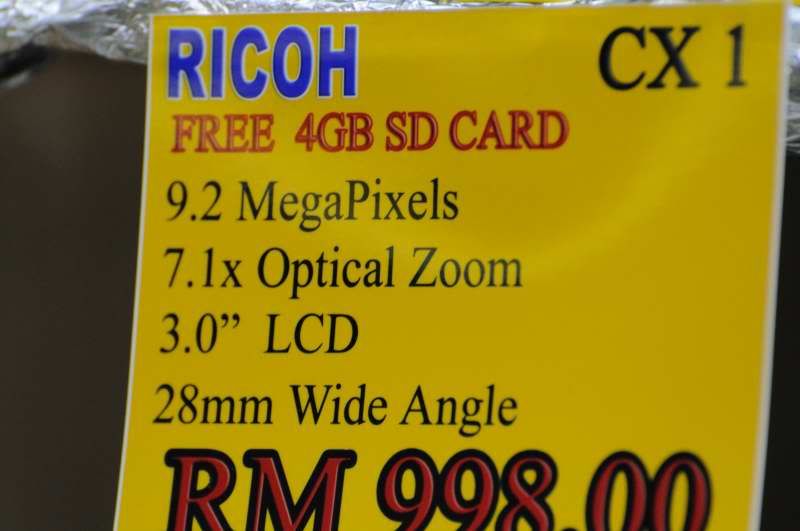 RICOH CX 1
FREE 4GB SD CARD
9.2 MegaPixels
7.1x Optical Zoom
3.0” LCD
28mm Wide Angle
RM 998.00